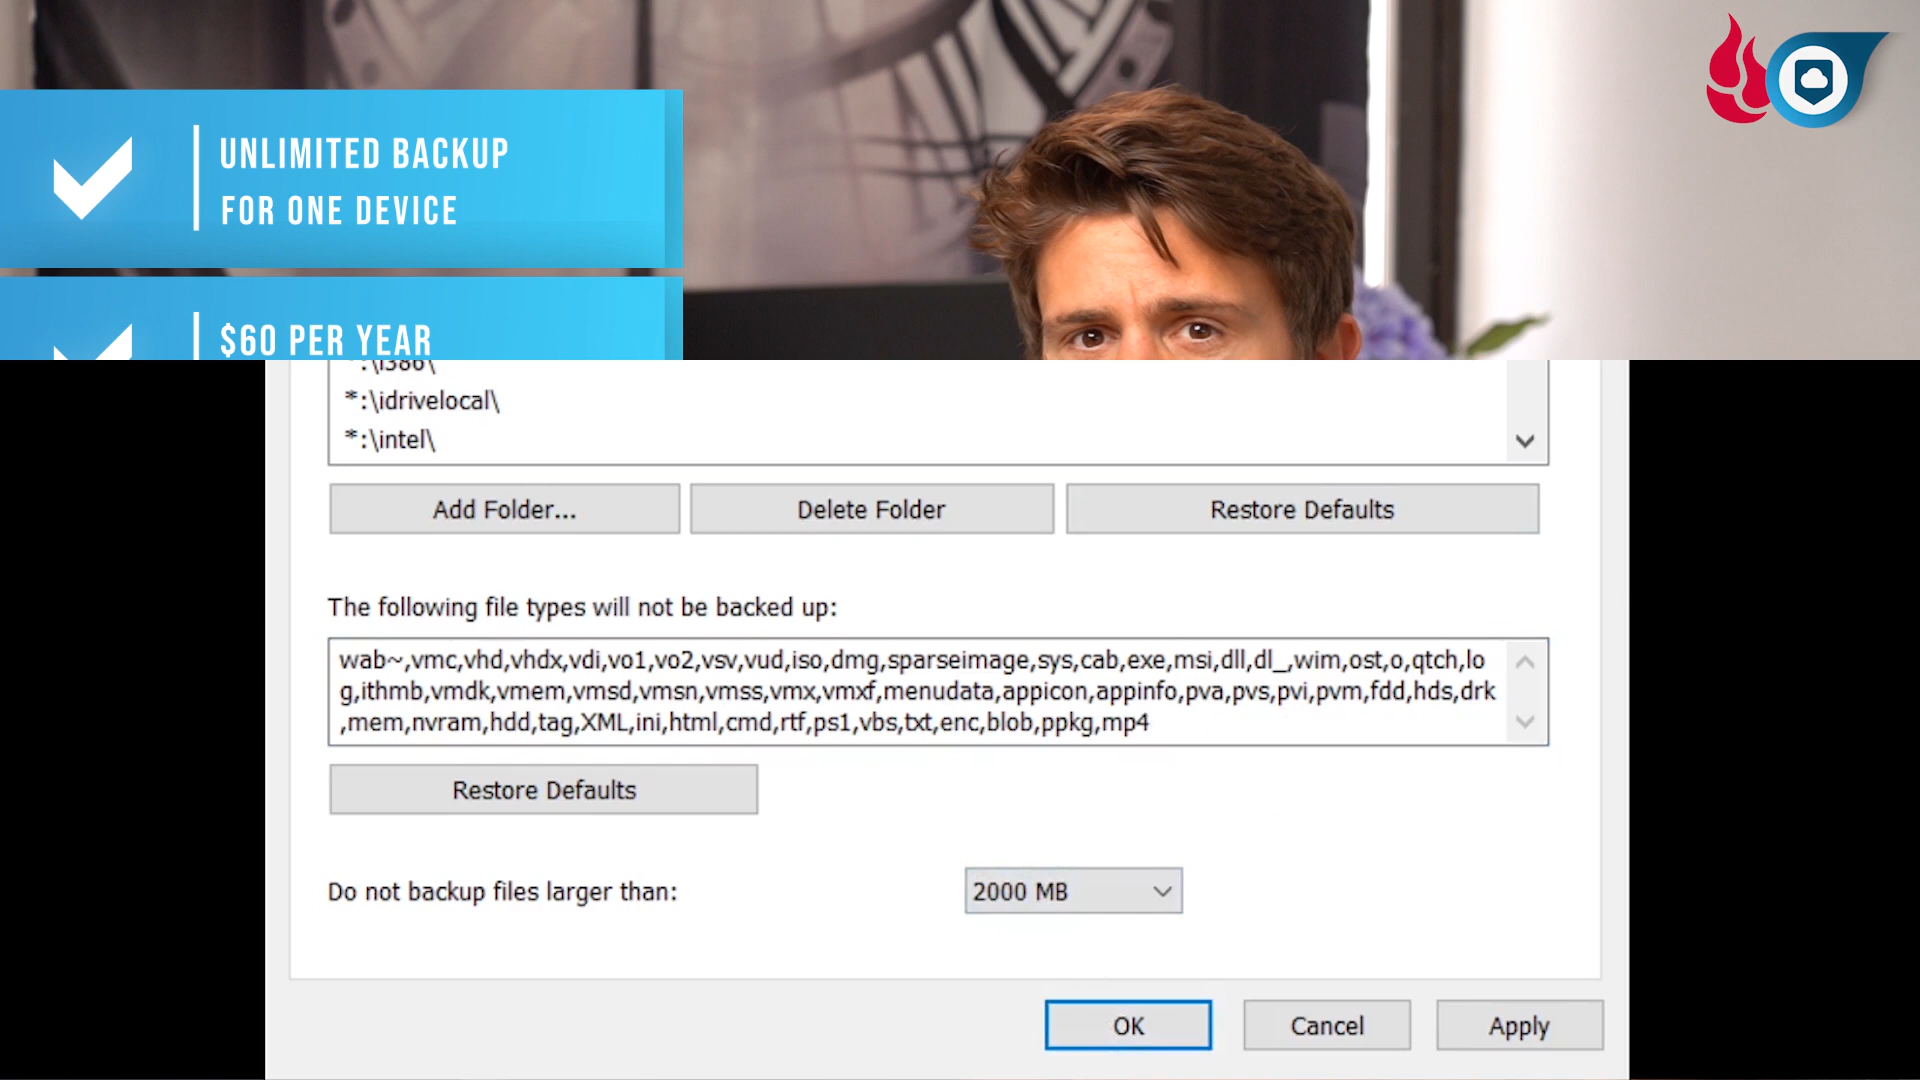 UNLIMITED BACKUP
FOR ONE DEVICE
$60 PER YEAR
*:\i386\
*:\idrivelocal\
*:\intel\
Add Folder...
Delete Folder
Restore Defaults
The following file types will not be backed up:
wab~,vmc,vhd,vhdx,vdi,vo1,vo2,vsv,vud,iso,dmg,sparseimage,sys,cab,exe,msi,dll,dl_,wim,ost,o,qtch,lo
g,ithmb,vmdk,vmem,vmsd,vmsn,vmss,vmx,vmxf,menudata,appicon,appinfo,pva,pvs,pvi,pvm,fdd,hds,drk
,mem,nvram,hdd,tag,XML,ini,html,cmd,rtf,ps1,vbs,txt,enc,blob,ppkg,mp4
Restore Defaults
Do not backup files larger than:
2000 MB
OK
Cancel
Apply